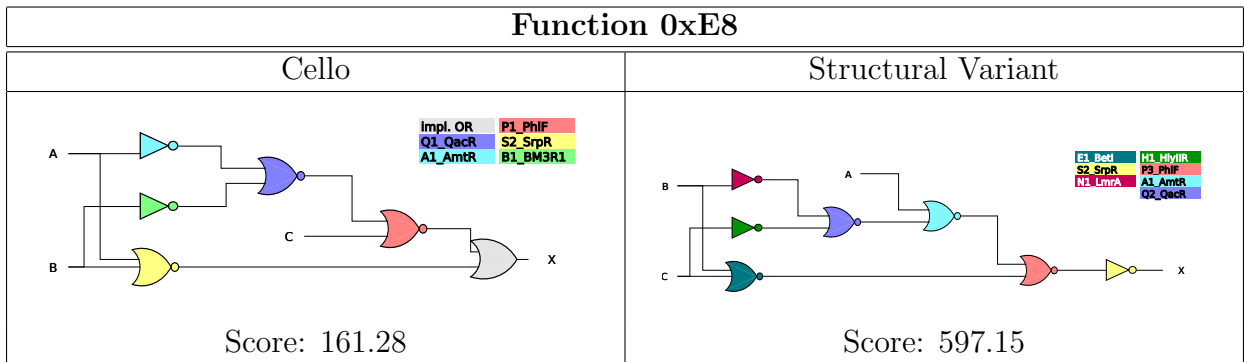 Function 0xE8
Cello
Structural Variant
Impl. OR P1_PhlF
Q1_QacR S2_SrpR
A1_AmtR B1_BM3R1
A
B
C
X
E1_BetI H1_HlyIIR
S2_SrpR P3_PhlF
N1_LmrA A1_AmtR
Q2_QacR
A
B
C
X
Score: 161.28
Score: 597.15